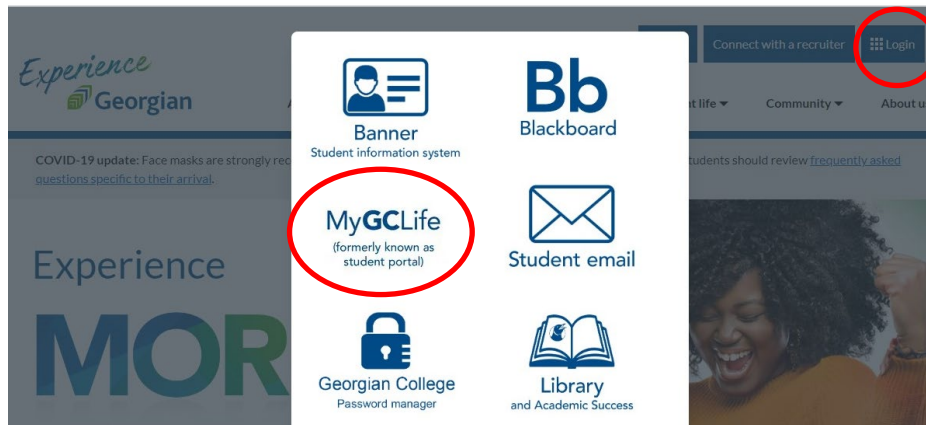 Connect with a recruiter
Login
Experience
Georgian
Community
About u
COVID-19 update: Face masks are strongly rec
tudents should review frequently asked
questions specific to their arrival.
Banner
Student information system
Bb
Blackboard
MyGCLife
(formerly known as
student portal)
Student email
Experience
MOR
Georgian College
Password manager
Library
and Academic Success